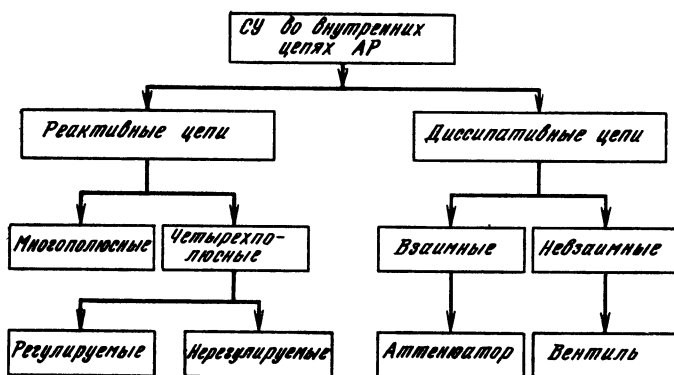 СУ во внутренних
цепях АР
Реактивные цепи
Диссипативные цепи
Многополюсные
Четырехпо-
люсные
Взаимные
Невзаимные
Регулируемые
Нерегулируемые
Аттенюатор
Вентиль